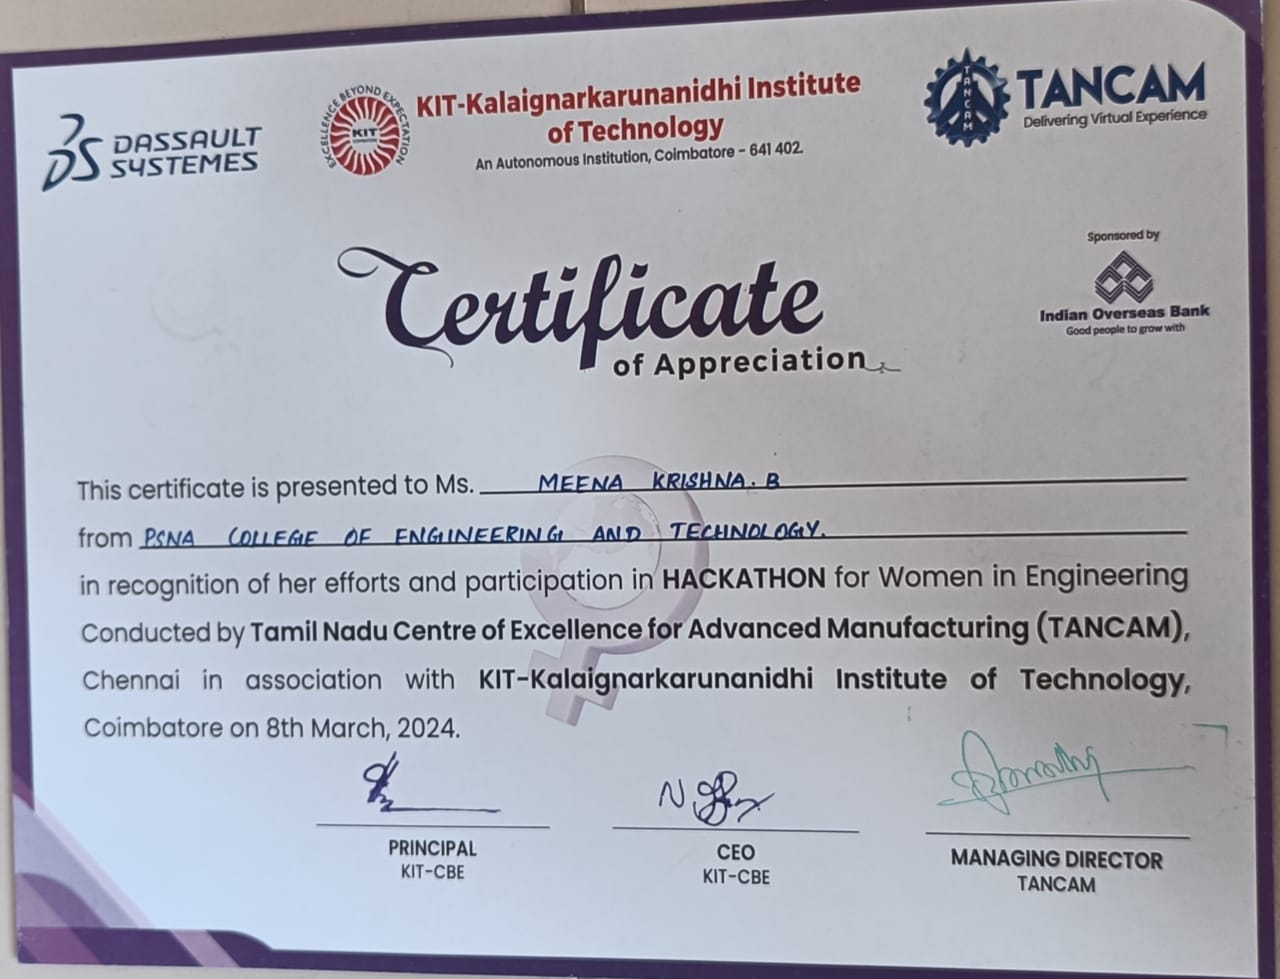 DASSAULT
SYSTEMES
EXCELLENCE BEYOND EXPECTATION
KIT
KIT-Kalaignarkarunanidhi Institute
of Technology
An Autonomous Institution, Coimbatore - 641 402.
TANCAM
TANCAM
Delivering Virtual Experience
Sponsored by
Indian Overseas Bank
Good people to grow with
Certificate
of Appreciation
This certificate is presented to Ms. MEENA KRISHNA. B
from PSNA COLLEGE OF ENGINEERING AND TECHNOLOGY.
in recognition of her efforts and participation in HACKATHON for Women in Engineering
Conducted by Tamil Nadu Centre of Excellence for Advanced Manufacturing (TANCAM),
Chennai in association with KIT-Kalaignarkarunanidhi Institute of Technology,
Coimbatore on 8th March, 2024.
PRINCIPAL
KIT-CBE
CEO
KIT-CBE
MANAGING DIRECTOR
TANCAM